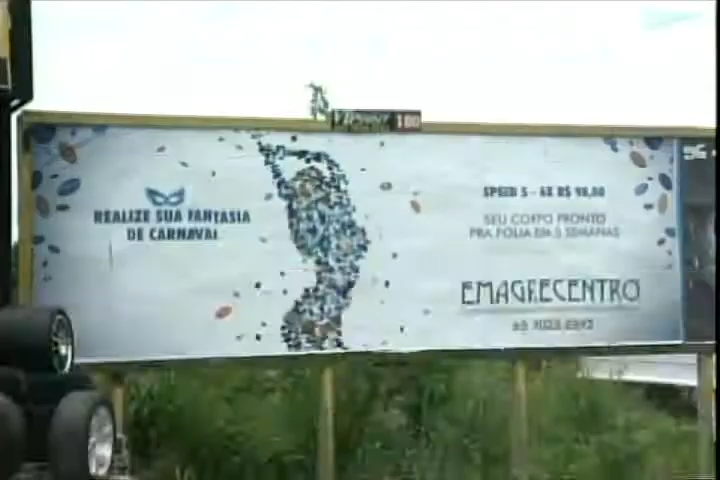 100
REALIZE SUA FANTASIA
DE CARNAVAL
SPEED 5 - 6X R$ 98,00
SEU CORPO PRONTO
PRA FOLIA EM 5 SEMANAS
EMAGRECENTRO